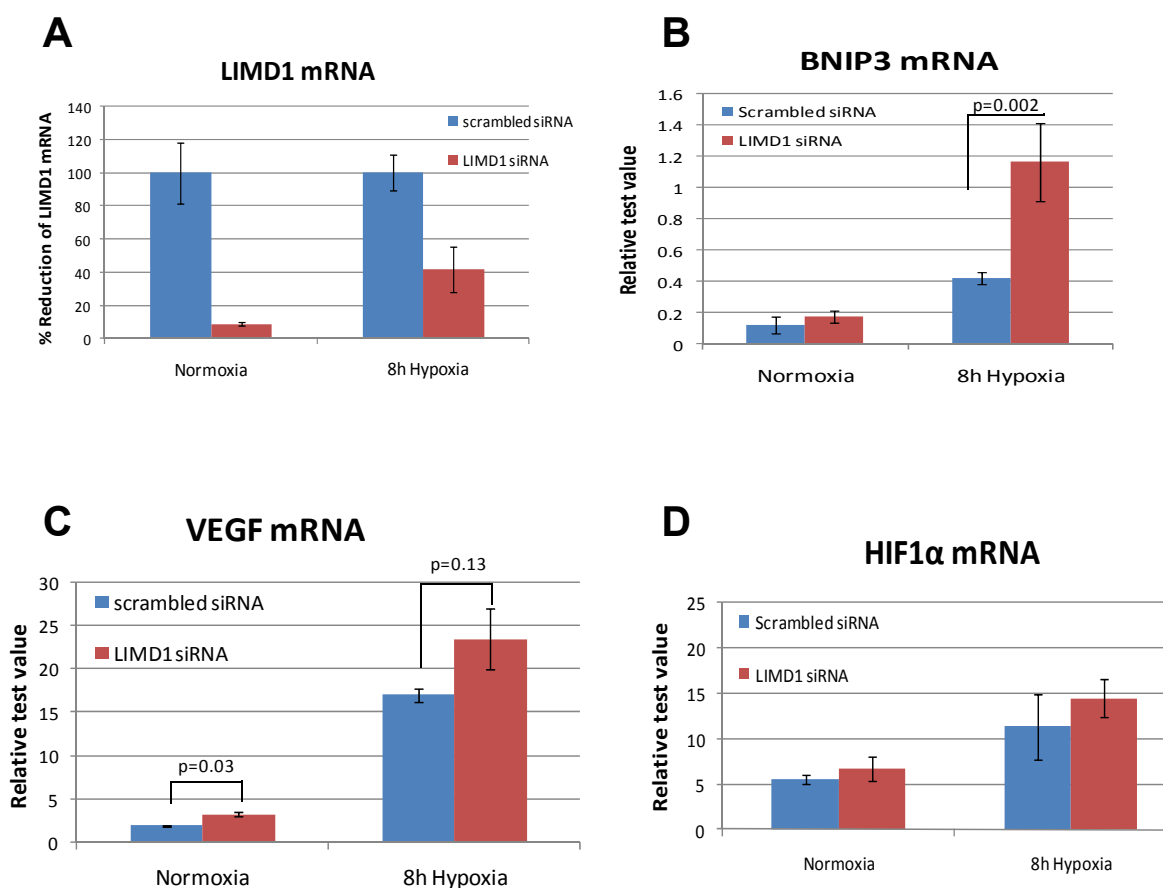 A
LIMD1 mRNA
% Reduction of LIMD1 mRNA
140
120
100
80
60
40
20
0
scrambled siRNA
LIMD1 siRNA
Normoxia
8h Hypoxia
B
BNIP3 mRNA
Relative test value
1.6
1.4
1.2
1
0.8
0.6
0.4
0.2
0
Scrambled siRNA
LIMD1 siRNA
p=0.002
Normoxia
8h Hypoxia
C
VEGF mRNA
Relative test value
30
25
20
15
10
5
0
scrambled siRNA
LIMD1 siRNA
p=0.03
p=0.13
Normoxia
8h Hypoxia
D
HIF1α mRNA
Relative test value
25
20
15
10
5
0
Scrambled siRNA
LIMD1 siRNA
Normoxia
8h Hypoxia